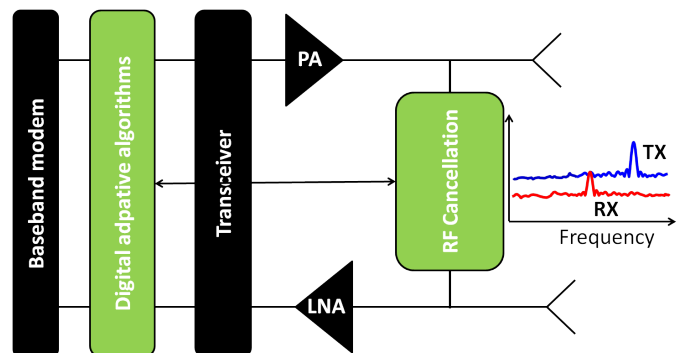 Baseband modem
Digital adpative algorithms
Transceiver
PA
LNA
RF Cancellation
TX
RX
Frequency